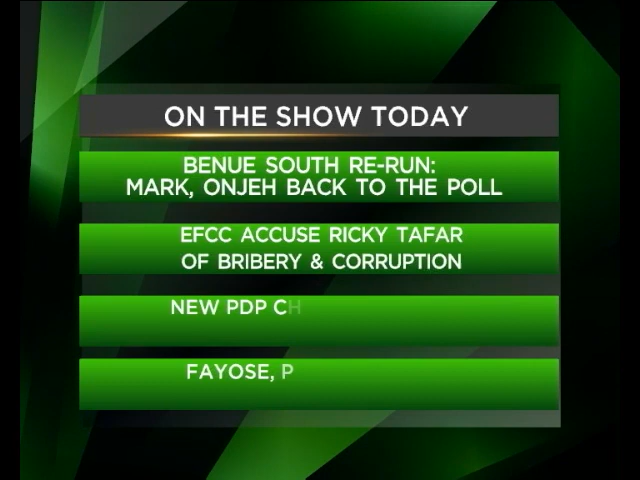 ON THE SHOW TODAY
BENUE SOUTH RE-RUN:
MARK, ONJEH BACK TO THE POLL
EFCC ACCUSE RICKY TAFAR
OF BRIBERY & CORRUPTION
NEW PDP CH
FAYOSE, P